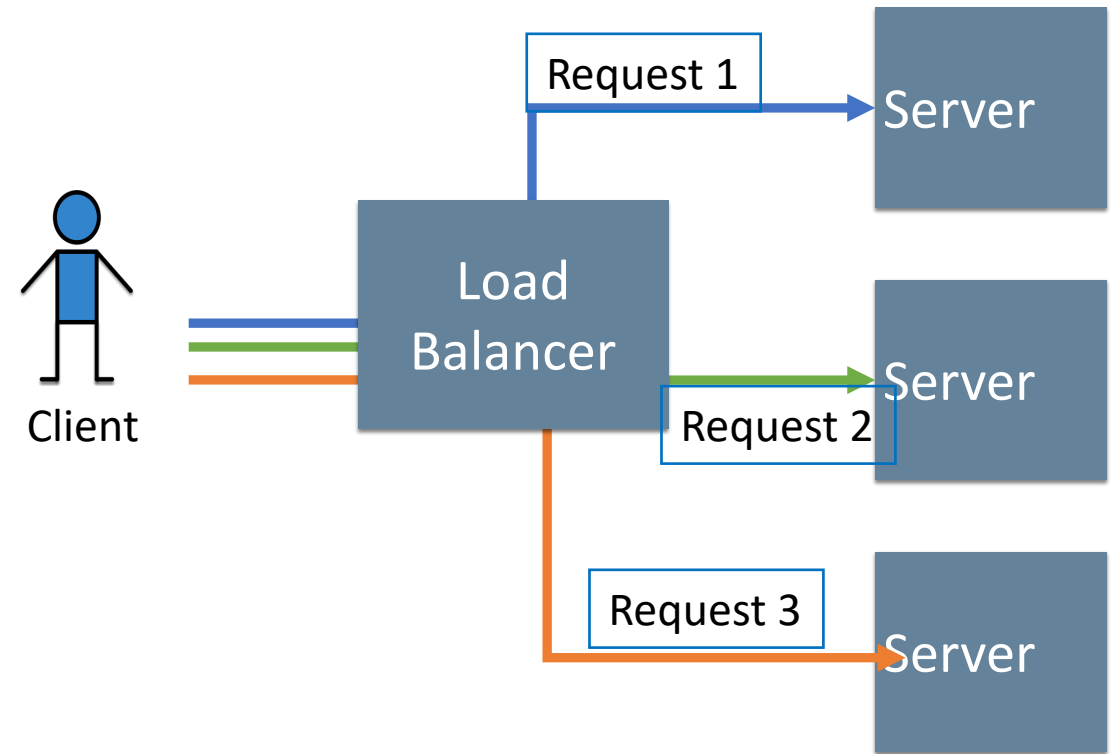 Request 1
Server
Load
Balancer
Client
Server
Request 2
Request 3
Server